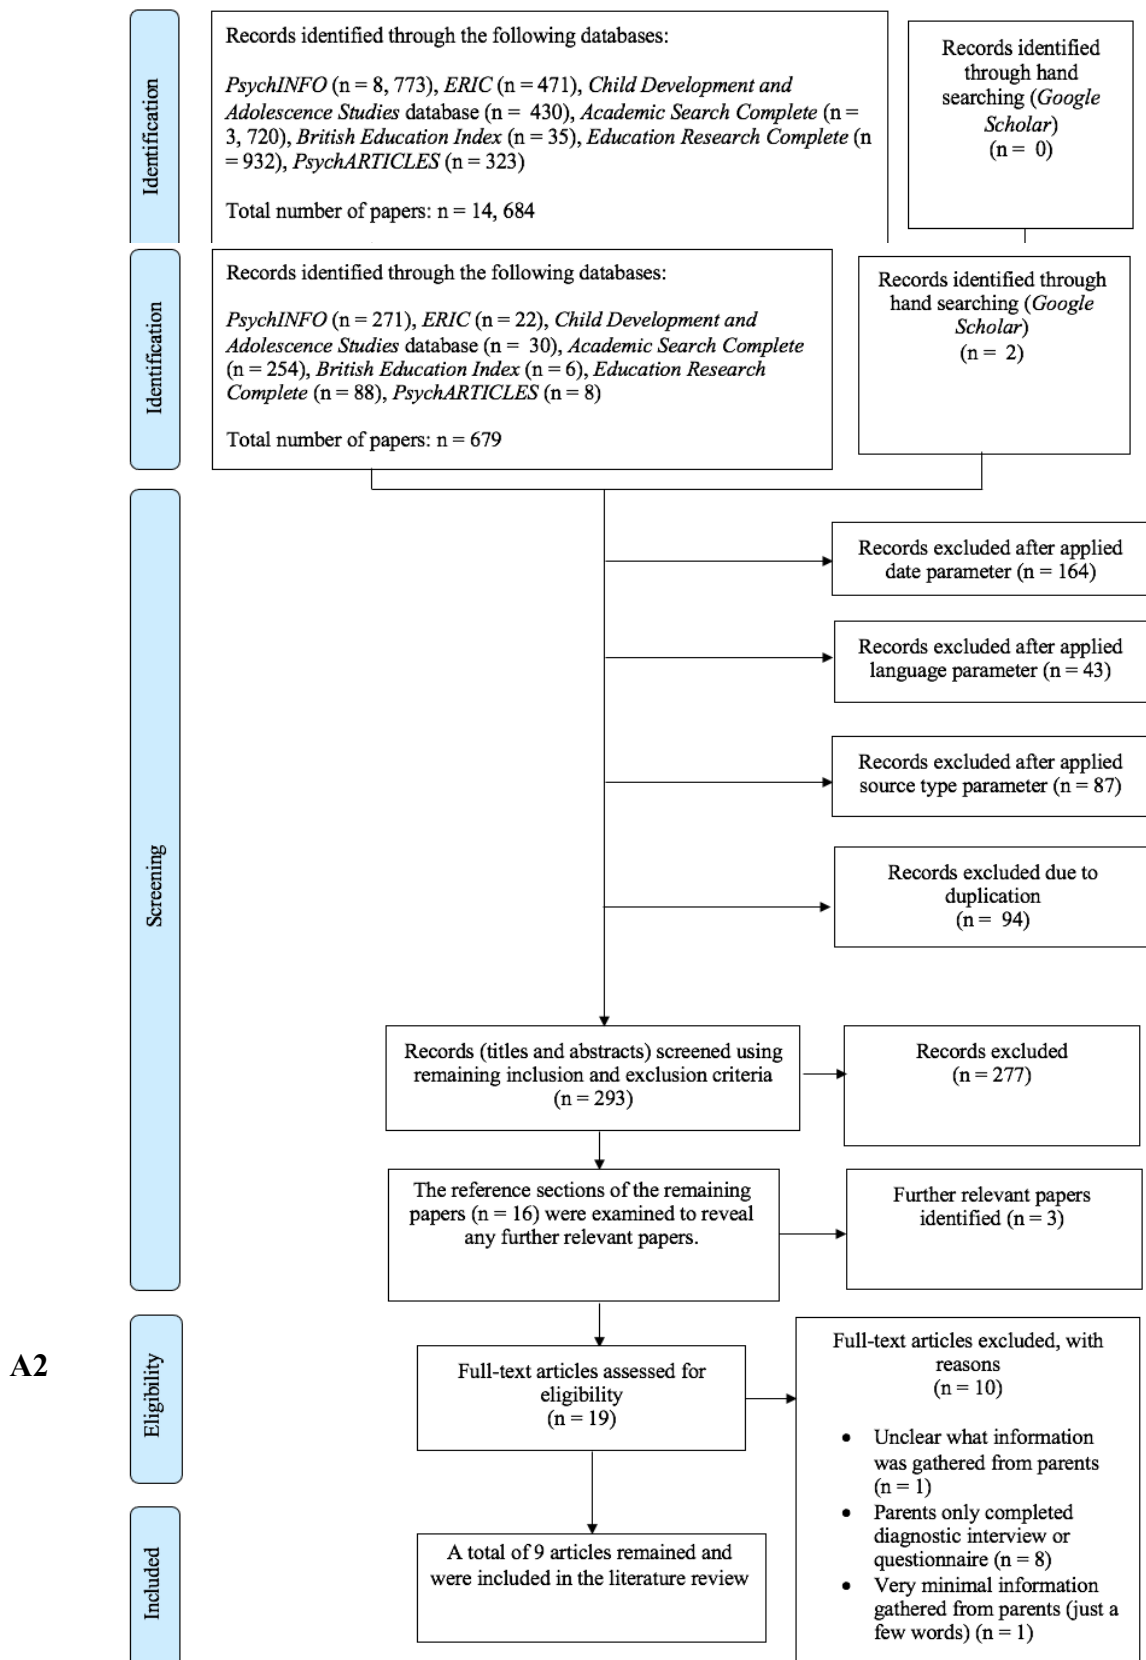 Identification
Records identified through the following databases:
PsychINFO (n = 8, 773), ERIC (n = 471), Child Development and
Adolescence Studies database (n = 430), Academic Search Complete (n =
3, 720), British Education Index (n = 35), Education Research Complete (n
= 932), PsychARTICLES (n = 323)
Total number of papers: n = 14, 684
Records identified
through hand
searching (Google
Scholar)
(n = 0)
Identification
Records identified through the following databases:
PsychINFO (n = 271), ERIC (n = 22), Child Development and
Adolescence Studies database (n = 30), Academic Search Complete
(n = 254), British Education Index (n = 6), Education Research
Complete (n = 88), PsychARTICLES (n = 8)
Total number of papers: n = 679
Records identified through
hand searching (Google
Scholar)
(n = 2)
Screening
Records excluded after applied
date parameter (n = 164)
Records excluded after applied
language parameter (n = 43)
Records excluded after applied
source type parameter (n = 87)
Records excluded due to
duplication
(n = 94)
Records (titles and abstracts) screened using
remaining inclusion and exclusion criteria
(n = 293)
Records excluded
(n = 277)
The reference sections of the remaining
papers (n = 16) were examined to reveal
any further relevant papers.
Further relevant papers
identified (n = 3)
A2
Eligibility
Full-text articles assessed for
eligibility
(n = 19)
Full-text articles excluded, with
reasons
(n = 10)
• Unclear what information
was gathered from parents
(n = 1)
• Parents only completed
diagnostic interview or
questionnaire (n = 8)
• Very minimal information
gathered from parents (just a
few words) (n = 1)
Included
A total of 9 articles remained and
were included in the literature review